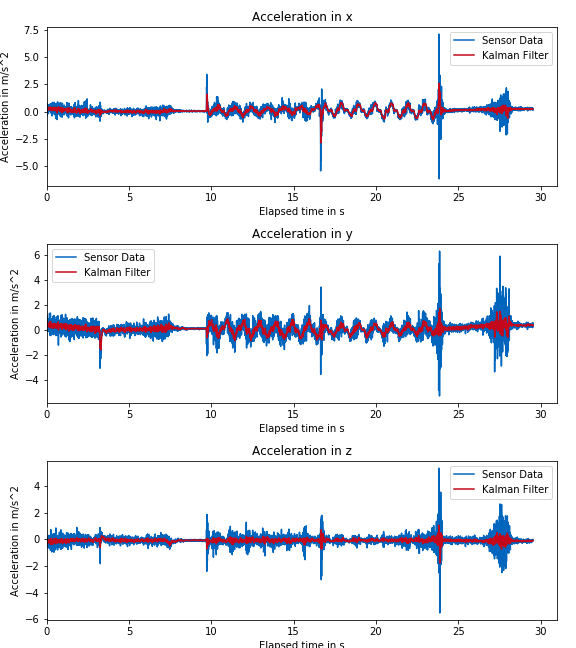 Acceleration in x
Acceleration in m/s^2
7.5
5.0
2.5
0.0
−2.5
−5.0
Sensor Data
Kalman Filter
0 5 10 15 20 25 30
Elapsed time in s
Acceleration in y
Acceleration in m/s^2
6
4
2
0
−2
−4
Sensor Data
Kalman Filter
0 5 10 15 20 25 30
Elapsed time in s
Acceleration in z
Acceleration in m/s^2
4
2
0
−2
−4
−6
Sensor Data
Kalman Filter
0 5 10 15 20 25 30
Elapsed time in s